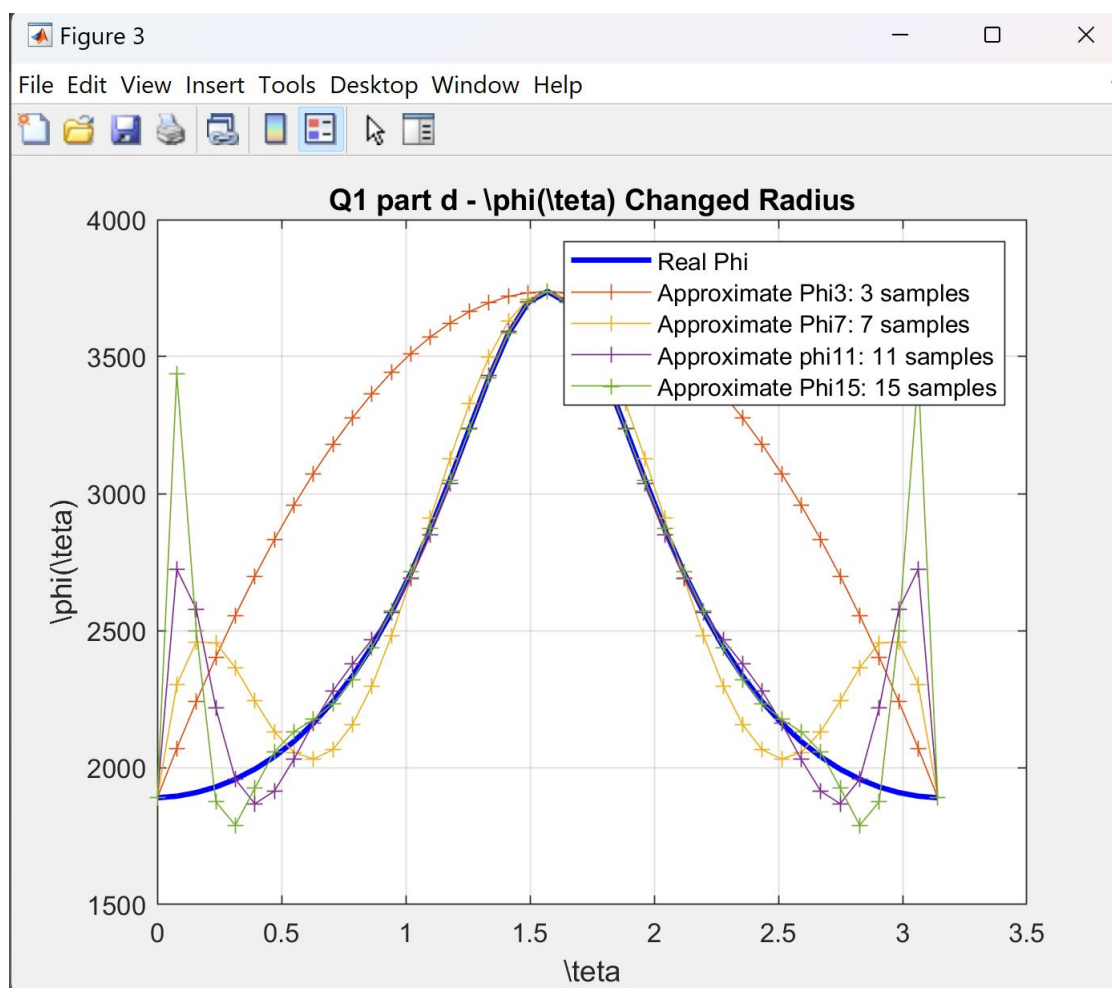 Figure 3
File Edit View Insert Tools Desktop Window Help
Q1 part d - \phi(\teta) Changed Radius
4000
3500
3000
2500
2000
1500
\phi(\teta)
Real Phi
Approximate Phi3: 3 samples
Approximate Phi7: 7 samples
Approximate phi11: 11 samples
Approximate Phi15: 15 samples
0 0.5 1 1.5 2 2.5 3 3.5
\teta